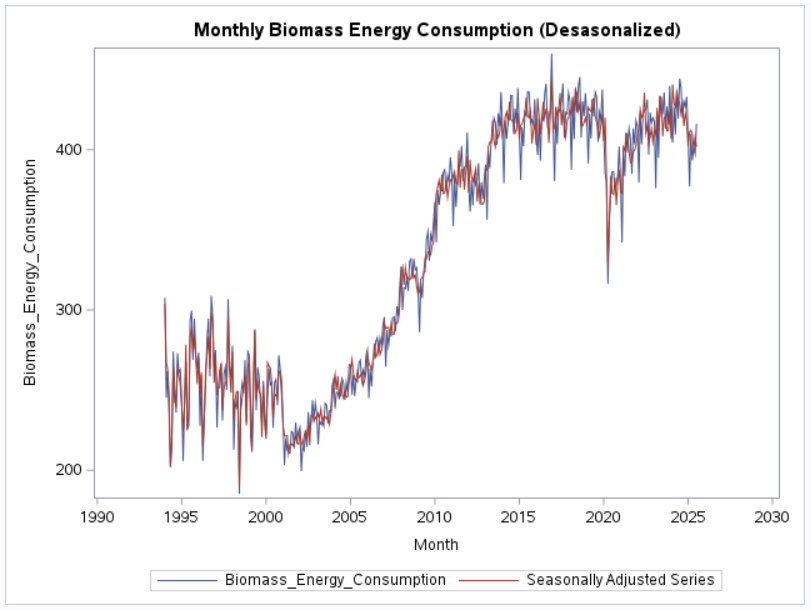 Monthly Biomass Energy Consumption (Desasonalized)
Biomass_Energy_Consumption
400
300
200
1990 1995 2000 2005 2010 2015 2020 2025 2030
Month
Biomass_Energy_Consumption Seasonally Adjusted Series